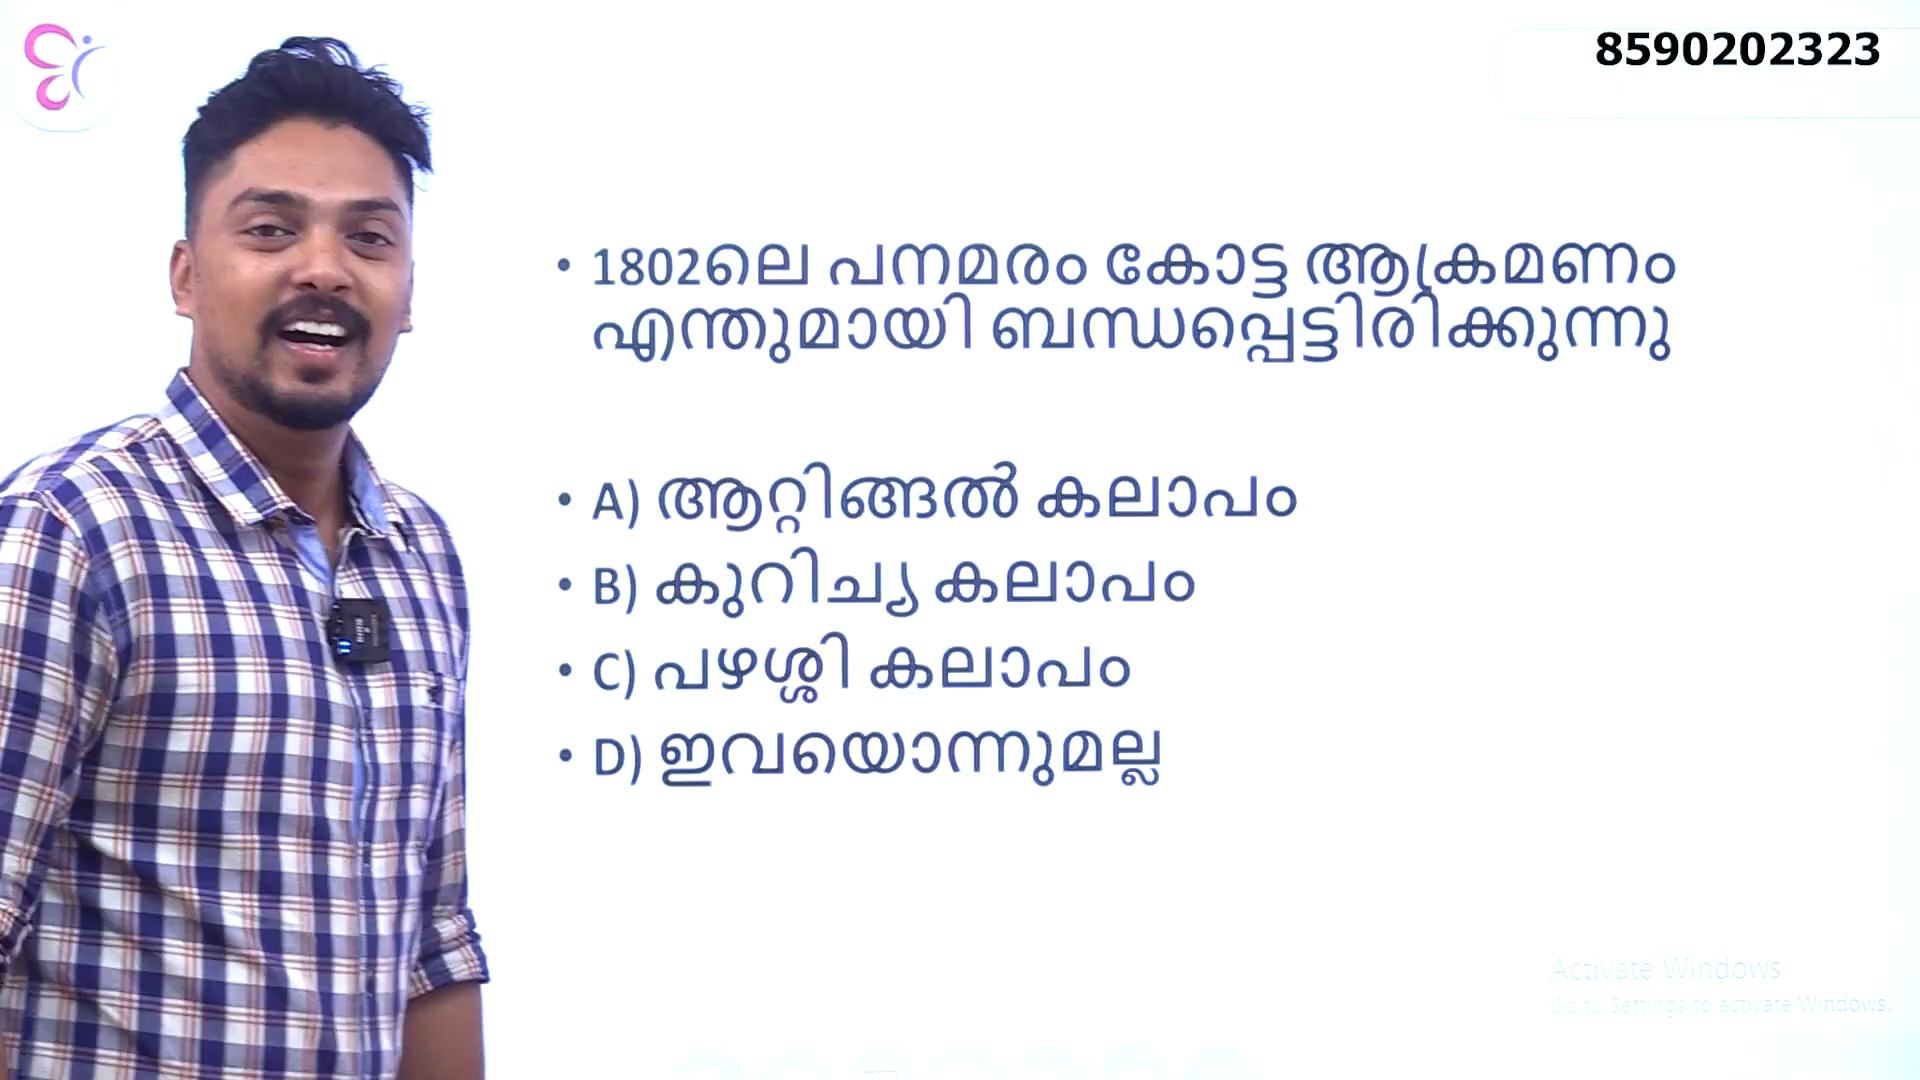 8590202323
• 1802ലെ പനമരം കോട്ട ആക്രമണം
എന്തുമായി ബന്ധപ്പെട്ടിരിക്കുന്നു
• A) ആറ്റിങ്ങൽ കലാപം
• B) കുറിച്യ കലാപം
• C) പഴശ്ശി കലാപം
• D) ഇവയൊന്നുമല്ല
Activate Windows
Go to Settings to activate Windows.